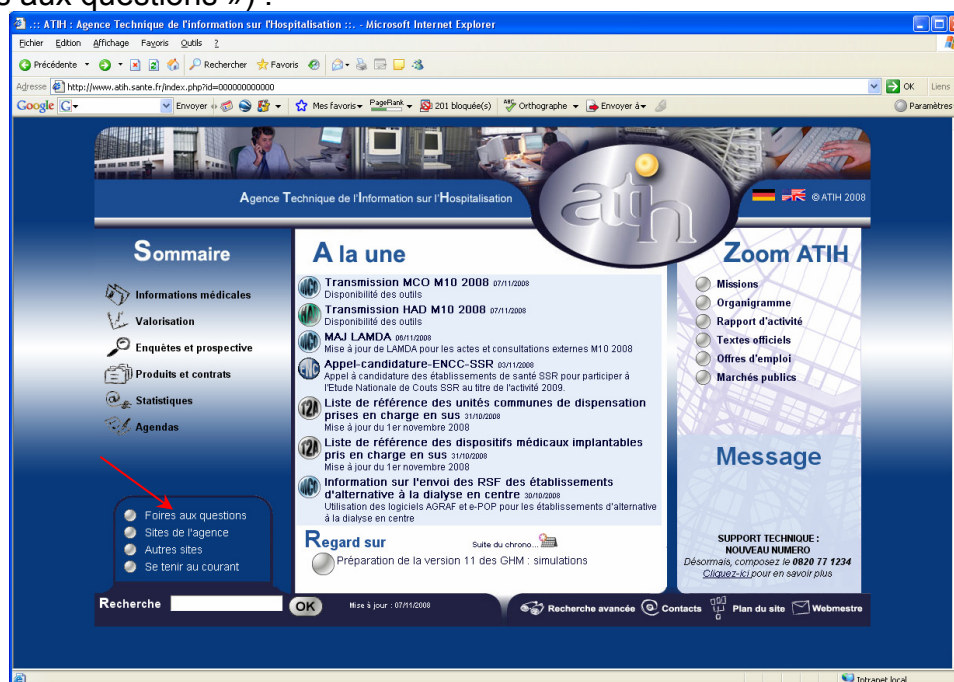 s aux questions ») :
.:: ATIH : Agence Technique de l'information sur l'Hospitalisation ::. - Microsoft Internet Explorer
Fichier Edition Affichage Favoris Outils ?
Précédente Rechercher Favoris
Adresse http://www.atih.sante.fr/index.php?id=000000000000 OK Liens
Google G Envoyer Mes favoris PageRank 201 bloquée(s) Orthographe Envoyer à Paramètres
Agence Technique de l'Information sur l'Hospitalisation
atih
© ATIH 2008
Sommaire
Informations médicales
Valorisation
Enquêtes et prospective
Produits et contrats
Statistiques
Agendas
Foires aux questions
Sites de l'agence
Autres sites
Se tenir au courant
A la une
MCO Transmission MCO M10 2008 07/11/2008
Disponibilité des outils
HAD Transmission HAD M10 2008 07/11/2008
Disponibilité des outils
MCO MAJ LAMDA 06/11/2008
Mise à jour de LAMDA pour les actes et consultations externes M10 2008
ENC Appel-candidature-ENCC-SSR 03/11/2008
Appel à candidature des établissements de santé SSR pour participer à
l'Etude Nationale de Couts SSR au titre de l'activité 2009.
T2A Liste de référence des unités communes de dispensation
prises en charge en sus 31/10/2008
Mise à jour du 1er novembre 2008
T2A Liste de référence des dispositifs médicaux implantables
pris en charge en sus 31/10/2008
Mise à jour du 1er novembre 2008
MCO Information sur l'envoi des RSF des établissements
d'alternative à la dialyse en centre 30/10/2008
Utilisation des logiciels AGRAF et e-POP pour les établissements d'alternative
à la dialyse en centre
Regard sur
Suite du chrono...
Préparation de la version 11 des GHM : simulations
Zoom ATIH
Missions
Organigramme
Rapport d'activité
Textes officiels
Offres d'emploi
Marchés publics
Message
SUPPORT TECHNIQUE :
NOUVEAU NUMERO
Désormais, composez le 0820 77 1234
Cliquez-ici pour en savoir plus
Recherche OK Mise à jour : 07/11/2008 Recherche avancée Contacts Plan du site Webmestre
Intranet local